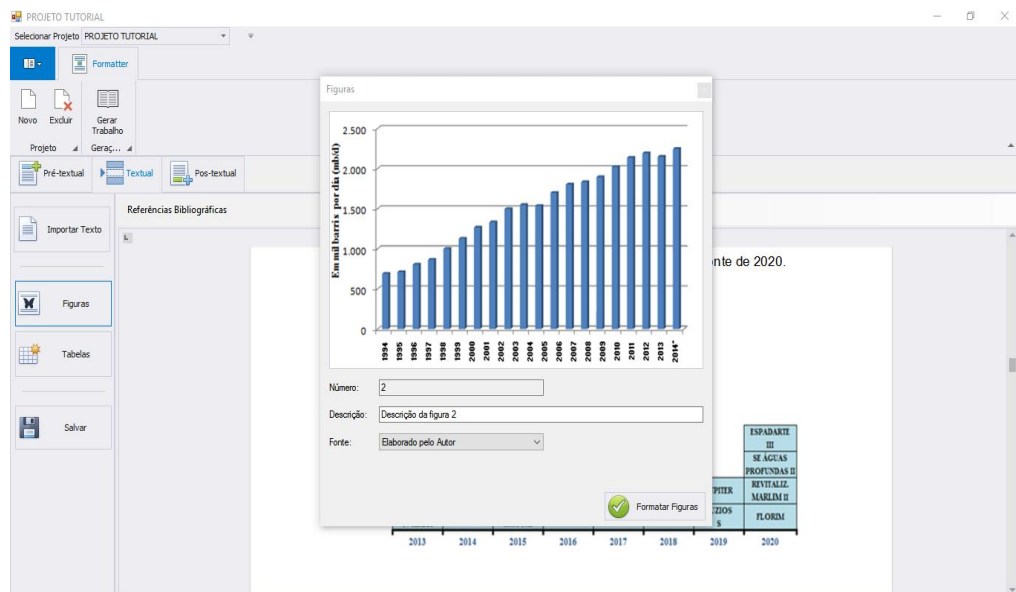 PROJETO TUTORIAL
Selecionar Projeto PROJETO TUTORIAL
Formatter
Novo
Excluir
Gerar
Trabalho
Projeto
Geraç...
Pré-textual
Textual
Pos-textual
Referências Bibliográficas
Importar Texto
Figuras
Tabelas
Salvar
Figuras
Em mil barris por dia (mb/d)
2.500
2.000
1.500
1.000
500
0
1994 1995 1996 1997 1998 1999 2000 2001 2002 2003 2004 2005 2006 2007 2008 2009 2010 2011 2012 2013 2014*
Número: 2
Descrição: Descrição da figura 2
Fonte: Elaborado pelo Autor
Formatar Figuras
nte de 2020.
ESPADARTE
III
SE ÁGUAS
PROFUNDAS II
REVITALIZ.
MARLIM II
FLORIM
PITER
ZIOS
S
2013 2014 2015 2016 2017 2018 2019 2020